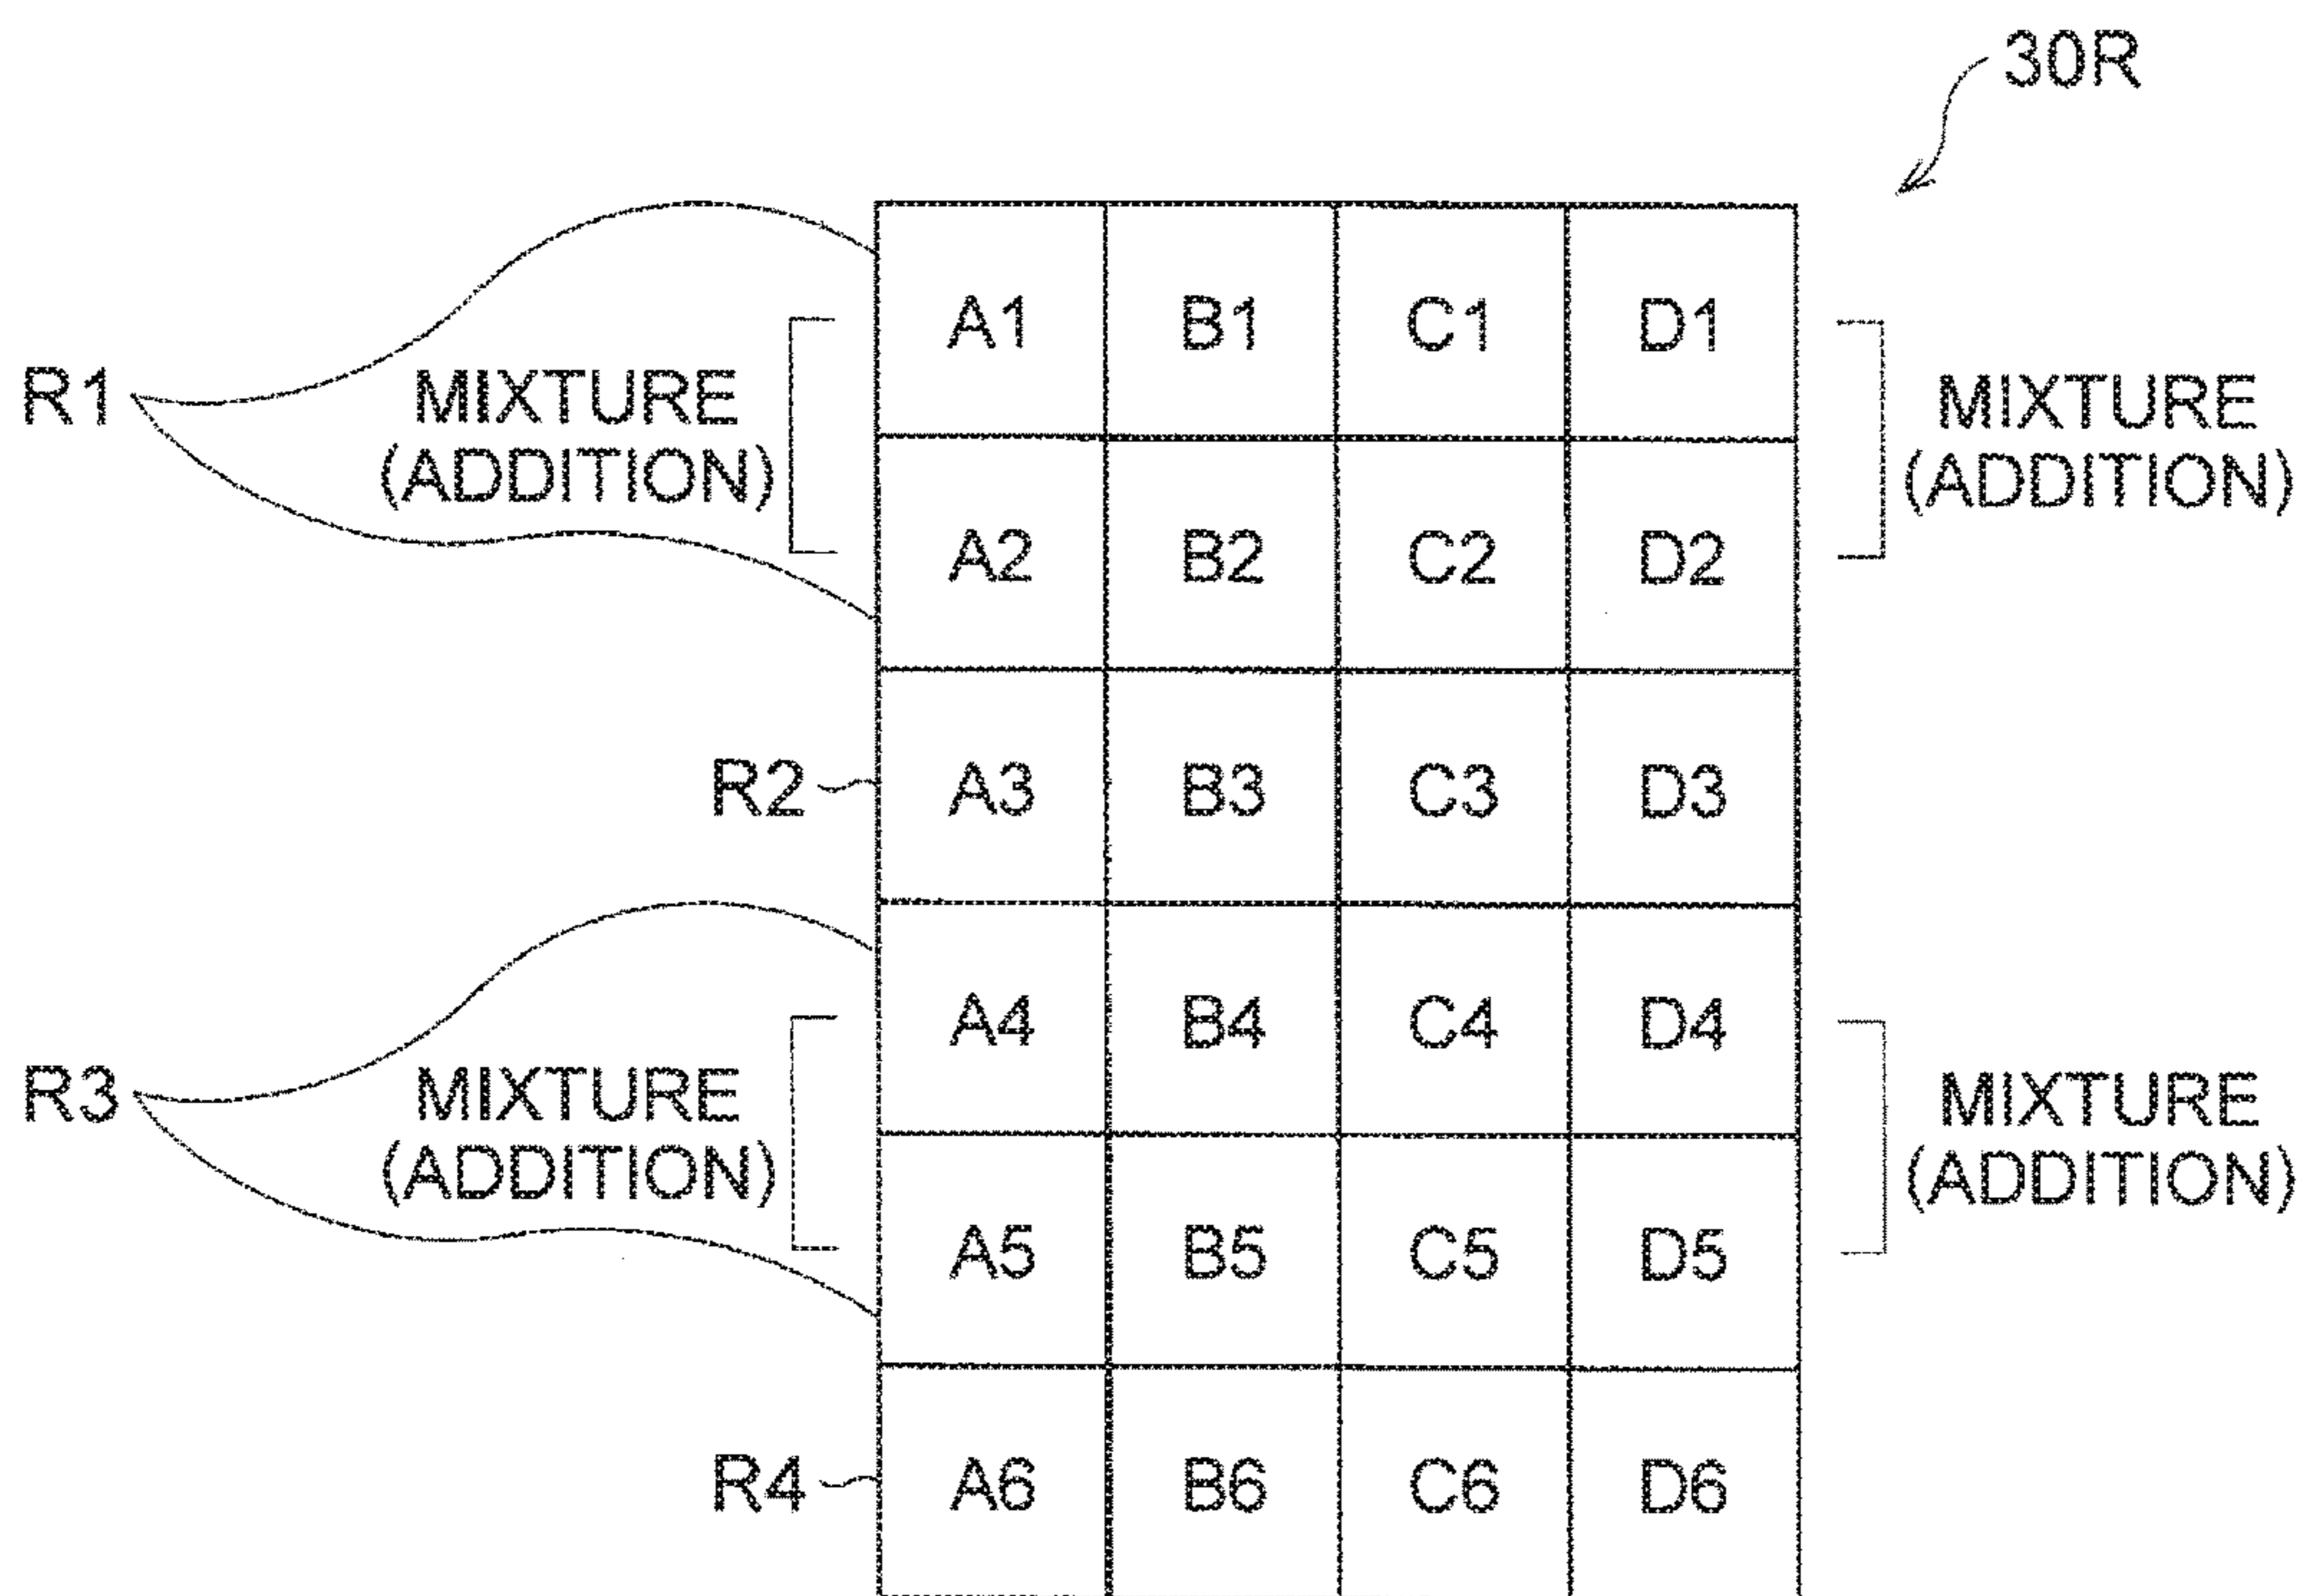 30R
A1 B1 C1 D1
R1 MIXTURE MIXTURE
(ADDITION) (ADDITION)
A2 B2 C2 D2
R2 A3 B3 C3 D3
A4 B4 C4 D4
R3 MIXTURE MIXTURE
(ADDITION) (ADDITION)
A5 B5 C5 D5
R4 A6 B6 C6 D6